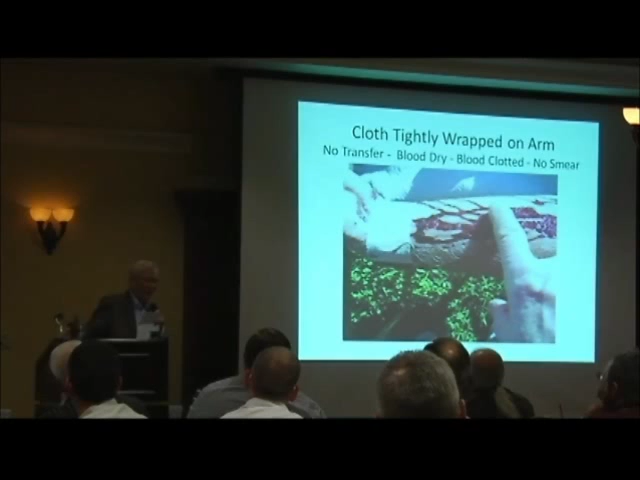 Cloth Tightly Wrapped on Arm
No Transfer - Blood Dry - Blood Clotted - No Smear